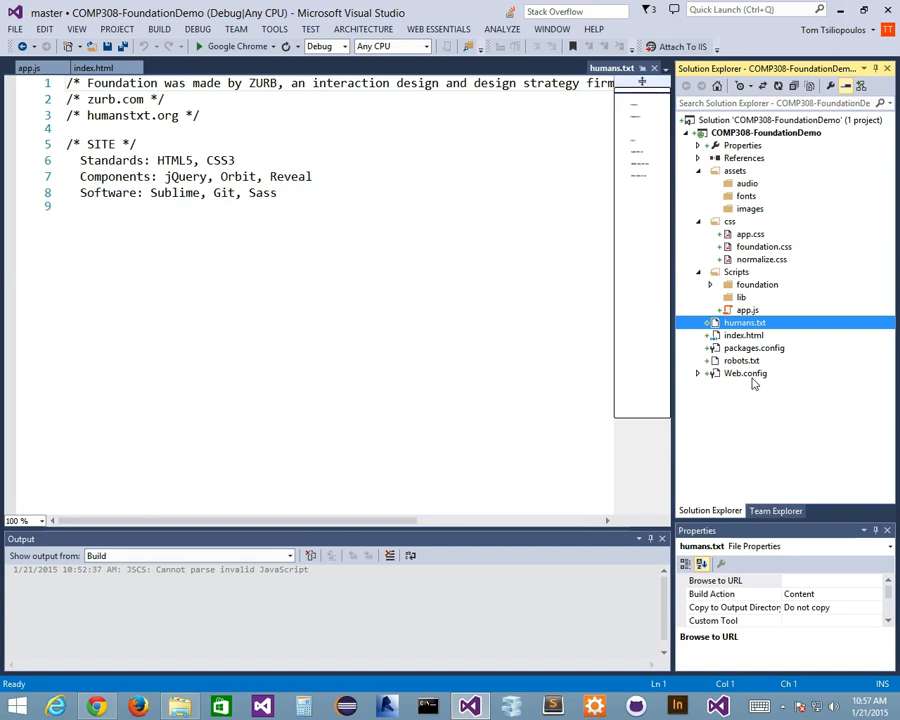 master - COMP308-FoundationDemo (Debug|Any CPU) - Microsoft Visual Studio
Stack Overflow
3
Quick Launch (Ctrl+Q)
FILE EDIT VIEW PROJECT BUILD DEBUG TEAM TOOLS TEST ARCHITECTURE WEB ESSENTIALS ANALYZE WINDOW HELP
Tom Tsiliopoulos
TT
Google Chrome
Debug
Any CPU
Attach To IIS
app.js
index.html
humans.txt
1 /* Foundation was made by ZURB, an interaction design and design strategy firm
2 /* zurb.com */
3 /* humanstxt.org */
4
5 /* SITE */
6 Standards: HTML5, CSS3
7 Components: jQuery, Orbit, Reveal
8 Software: Sublime, Git, Sass
9
100 %
Solution Explorer - COMP308-FoundationDem...
Search Solution Explorer - COMP308-FoundationDe
Solution 'COMP308-FoundationDemo' (1 project)
COMP308-FoundationDemo
Properties
References
assets
audio
fonts
images
css
app.css
foundation.css
normalize.css
Scripts
foundation
lib
app.js
humans.txt
index.html
packages.config
robots.txt
Web.config
Solution Explorer
Team Explorer
Output
Show output from:
Build
1/21/2015 10:52:37 AM: JSCS: Cannot parse invalid JavaScript
Properties
humans.txt File Properties
Browse to URL
Build Action Content
Copy to Output Director Do not copy
Custom Tool
Browse to URL
Ready
Ln 1
Col 1
Ch 1
INS
S
In
10:57 AM
1/21/2015